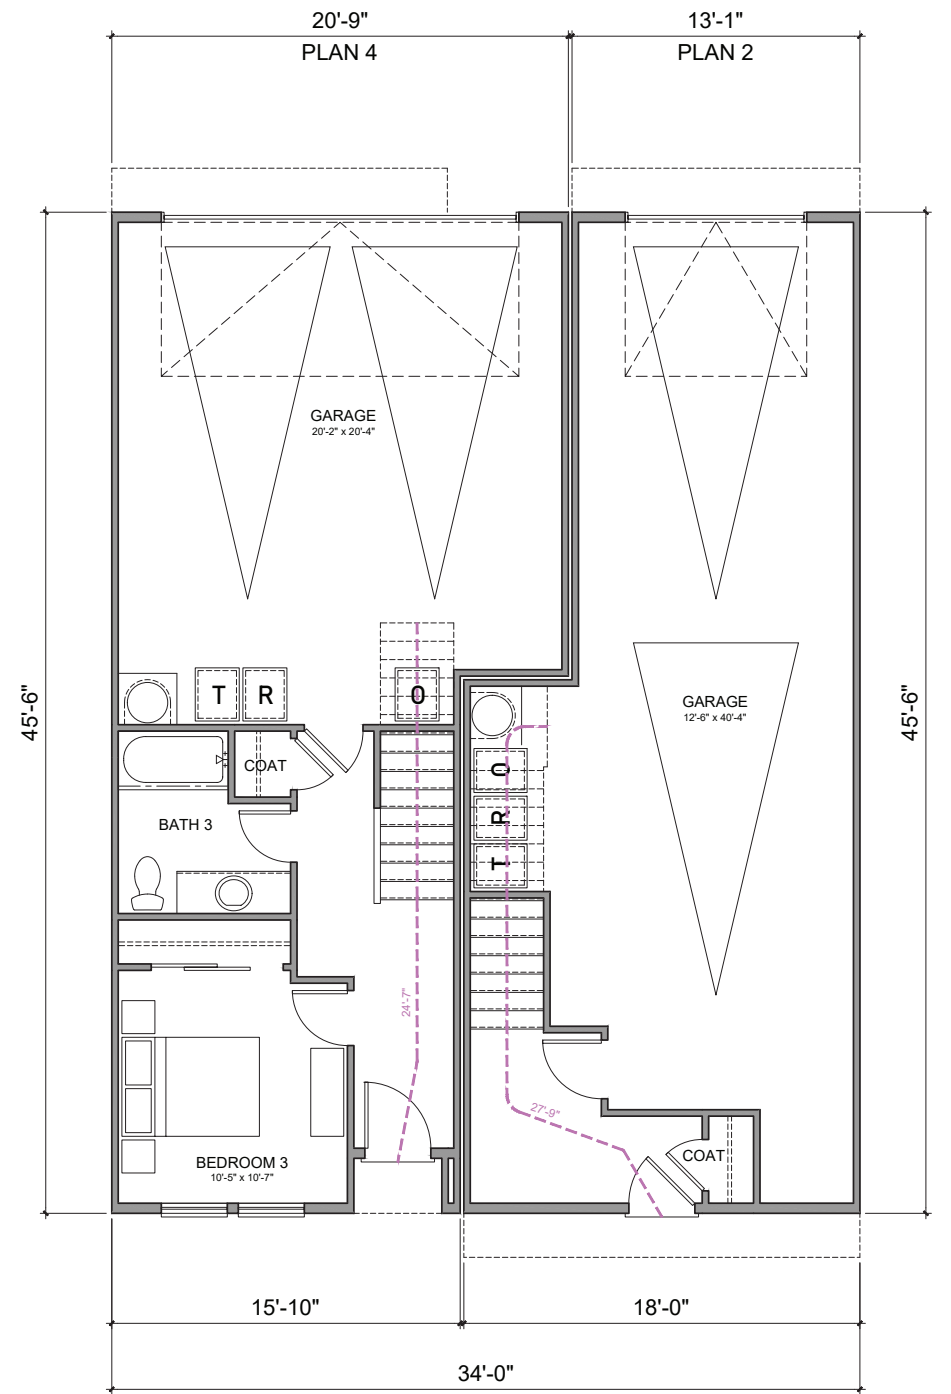 20'-9"
13'-1"
PLAN 4
PLAN 2
GARAGE
20'-2" x 20'-4"
45'-6"
45'-6"
T R O
GARAGE
12'-6" x 40'-4"
COAT
O
R
T
BATH 3
24'-7"
27'-9"
COAT
BEDROOM 3
10'-5" x 10'-7"
15'-10"
18'-0"
34'-0"